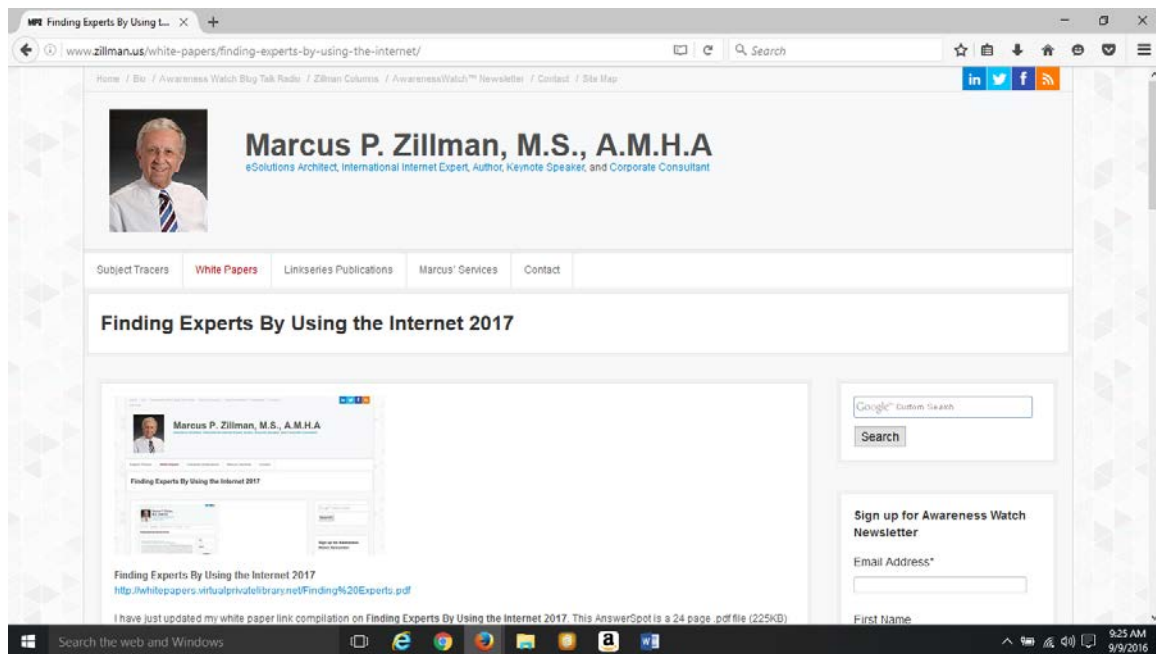 Finding Experts By Using t...
www.zillman.us/white-papers/finding-experts-by-using-the-internet/
Search
Home / Bio / Awareness Watch Blog Talk Radio / Zillman Columns / AwarenessWatch™ Newsletter / Contact / Site Map
in
f
Marcus P. Zillman, M.S., A.M.H.A
eSolutions Architect, International Internet Expert, Author, Keynote Speaker, and Corporate Consultant
Subject Tracers
White Papers
Linkseries Publications
Marcus' Services
Contact
Finding Experts By Using the Internet 2017
Marcus P. Zillman, M.S., A.M.H.A
Finding Experts By Using the Internet 2017
Finding Experts By Using the Internet 2017
http://whitepapers.virtualprivatelibrary.net/Finding%20Experts.pdf
I have just updated my white paper link compilation on Finding Experts By Using the Internet 2017. This AnswerSpot is a 24 page .pdf file (225KB)
Google™ Custom Search
Search
Sign up for Awareness Watch
Newsletter
Email Address*
First Name
Search the web and Windows
a
9:25 AM
9/9/2016